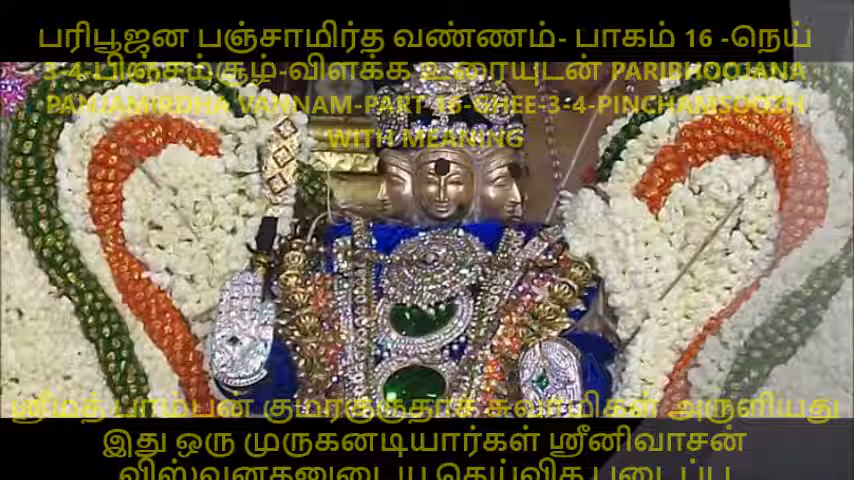 பரிபூஜன பஞ்சாமிர்த வண்ணம்- பாகம் 16 -நெய்
3-4-பிஞ்சம்சூழ்-விளக்க உரையுடன் PARIBHOOJANA
PANJAMIRDHA VANNAM-PART 16-GHEE-3-4-PINCHAMSOOZH
WITH MEANING
ஸ்ரீமத் பாம்பன் குமரகுருதாச சுவாமிகள் அருளியது
இது ஒரு முருகனடியார்கள் ஸ்ரீனிவாசன்